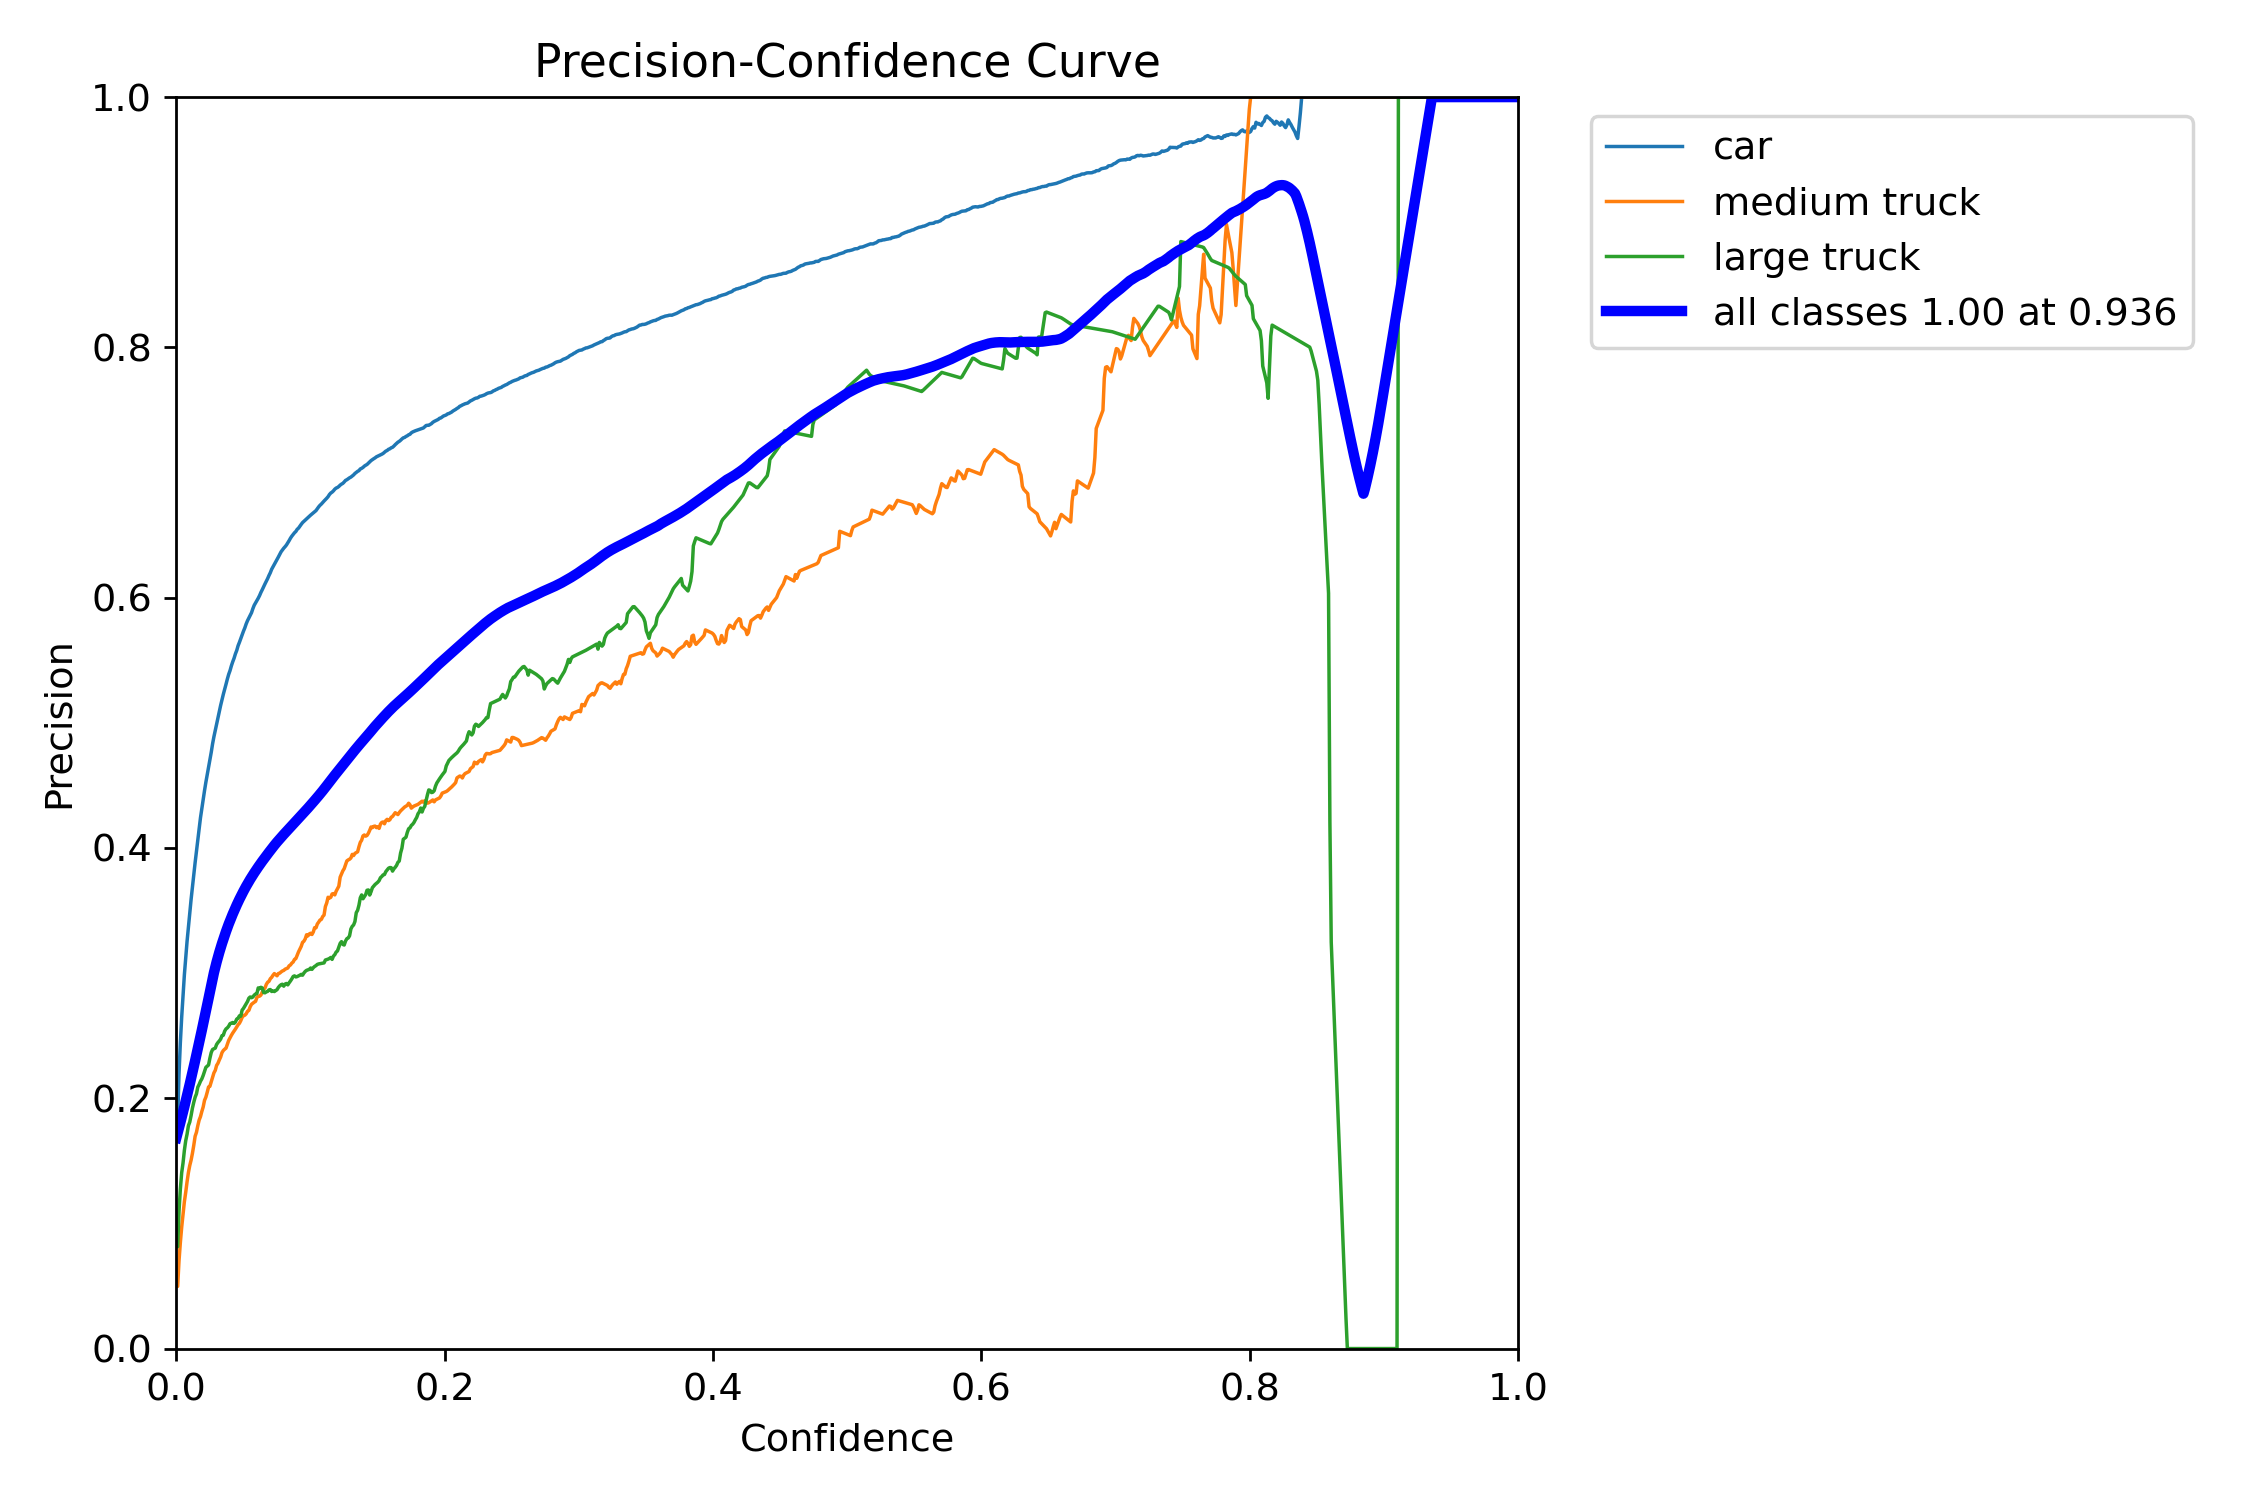 Precision-Confidence Curve
1.0
0.8
0.6
0.4
0.2
0.0
Precision
0.0 0.2 0.4 0.6 0.8 1.0
Confidence
car
medium truck
large truck
all classes 1.00 at 0.936